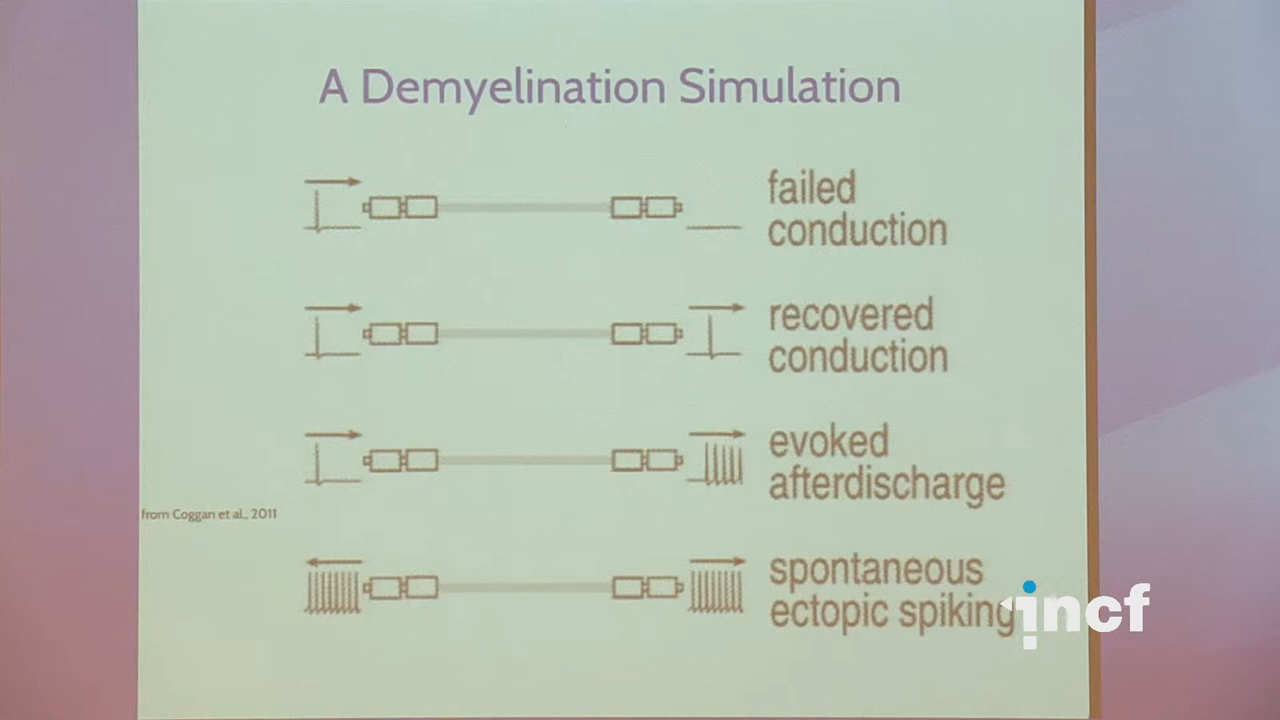 A Demyelination Simulation
failed
conduction
recovered
conduction
evoked
afterdischarge
from Coggan et al., 2011
spontaneous
ectopic spiking
incf